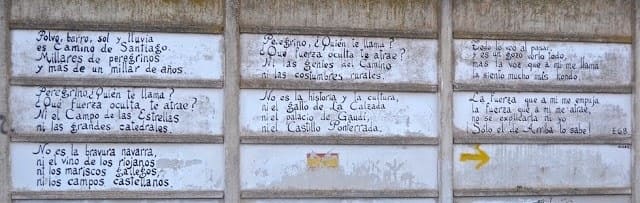 Polvo, barro, sol y lluvia
es Camino de Santiago.
Millares de peregrinos
y más de un millar de años.
Peregrino ¿Quién te llama?
¿Qué fuerza oculta te atrae?
Ni el Campo de las Estrellas
ni las grandes catedrales.
No es la bravura navarra,
ni el vino de los riojanos
ni los mariscos gallegos,
ni los campos castellanos.
Peregrino, ¿Quién te llama?
¿Qué fuerza oculta te atrae?
Ni las gentes del Camino
ni las costumbres rurales.
No es la historia y la cultura,
ni el gallo de La Calzada
ni el palacio de Gaudí,
ni el Castillo Ponferrada.
Todo lo veo al pasar,
y es un gozo verlo todo,
mas la voz que a mi me llama
la siento mucho más hondo.
La fuerza que a mi me empuja
la fuerza que a mi me atrae,
no se explicarla ni yo
Solo el de Arriba lo sabe! E.G.B.